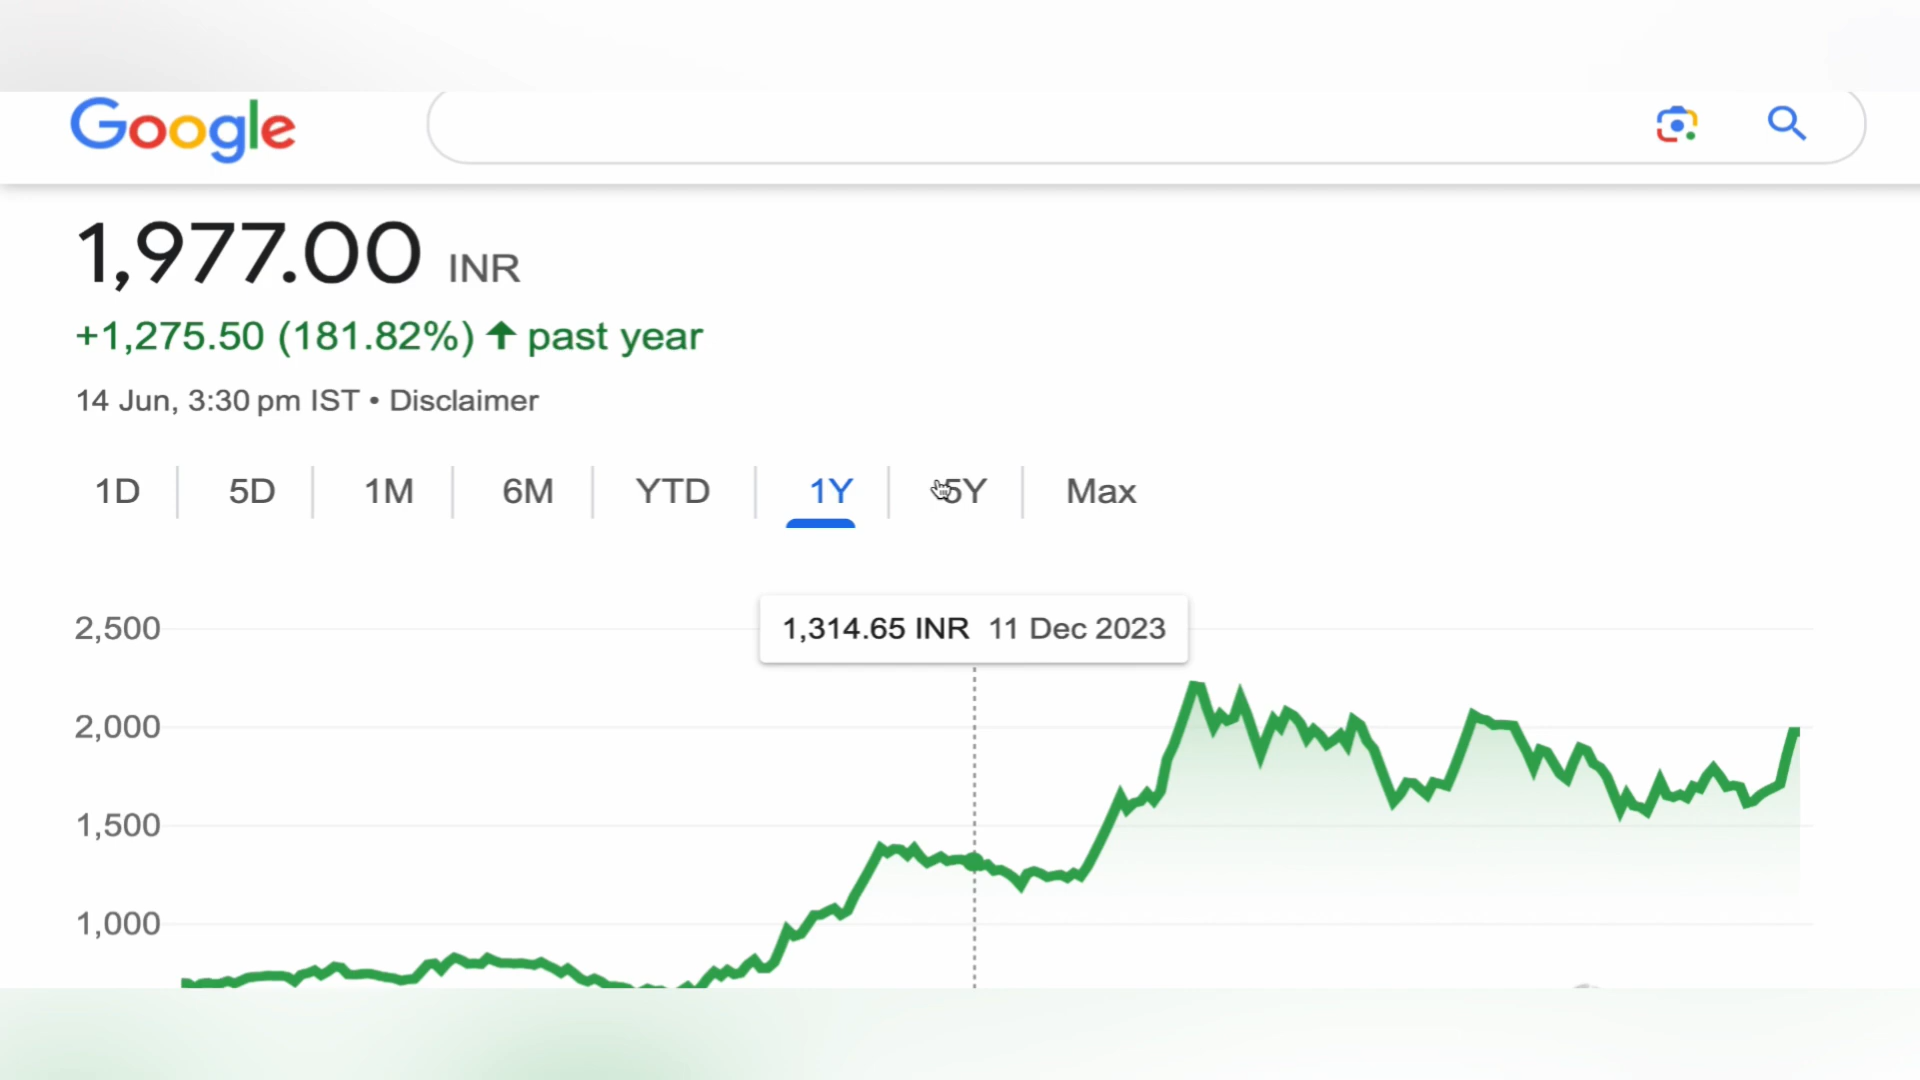 Google
1,977.00 INR
+1,275.50 (181.82%) ↑ past year
14 Jun, 3:30 pm IST • Disclaimer
1D 5D 1M 6M YTD 1Y 5Y Max
1,314.65 INR 11 Dec 2023
2,500
2,000
1,500
1,000